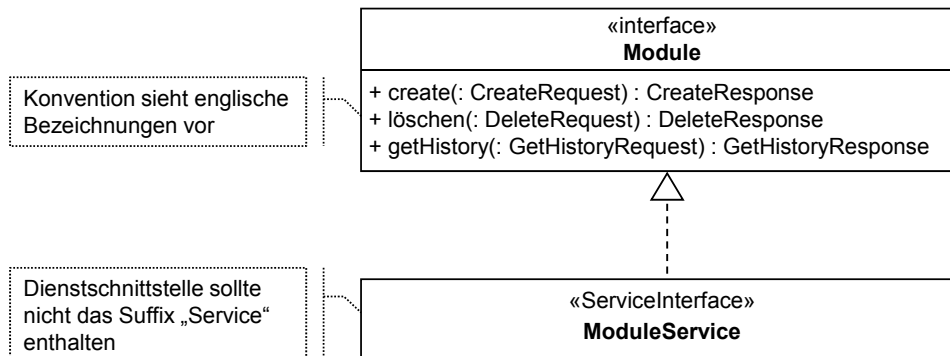 «interface»
Module
Konvention sieht englische
Bezeichnungen vor
+ create(: CreateRequest) : CreateResponse
+ löschen(: DeleteRequest) : DeleteResponse
+ getHistory(: GetHistoryRequest) : GetHistoryResponse
Dienstschnittstelle sollte
nicht das Suffix „Service“
enthalten
«ServiceInterface»
ModuleService